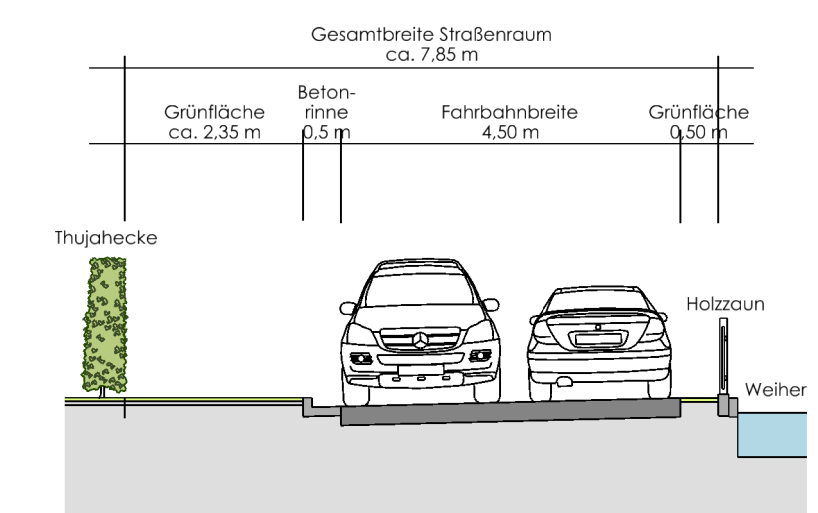 Gesamtbreite Straßenraum
ca. 7,85 m
Grünfläche
ca. 2,35 m
Beton-
rinne
0,5 m
Fahrbahnbreite
4,50 m
Grünfläche
0,50 m
Thujahecke
Holzzaun
Weiher